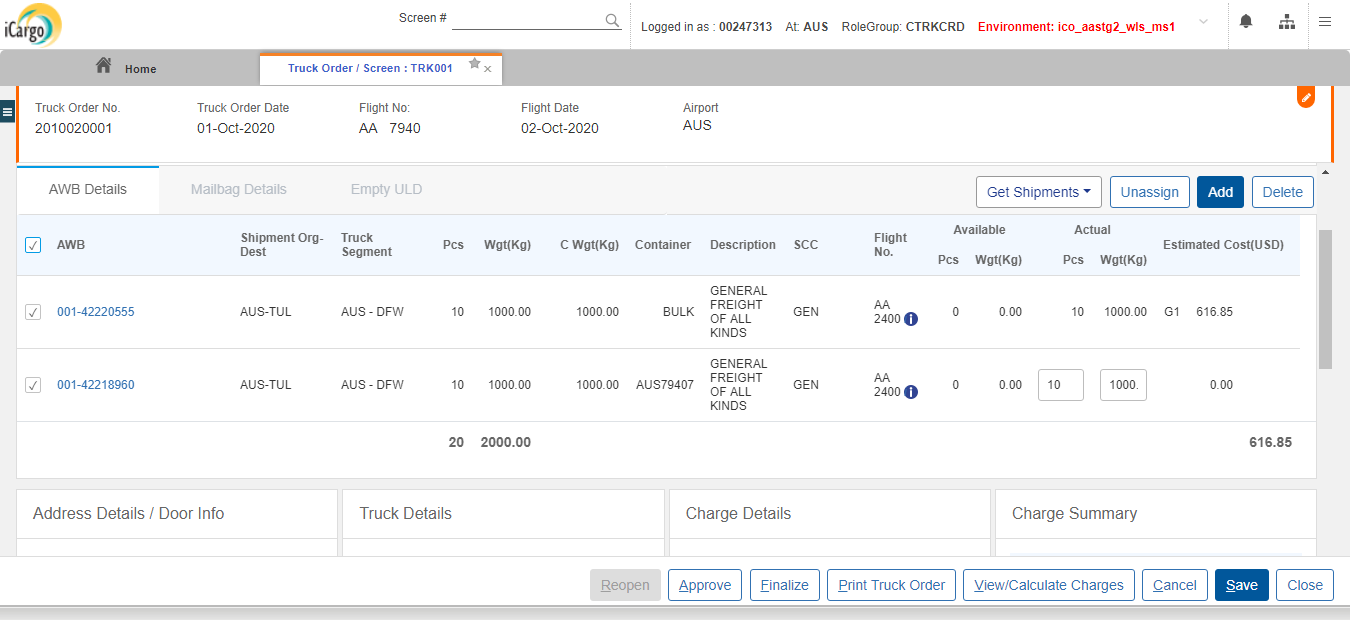 iCargo
Screen #
Logged in as : 00247313 At: AUS RoleGroup: CTRKCRD Environment: ico_aastg2_wls_ms1
Home
Truck Order / Screen : TRK001
Truck Order No. Truck Order Date Flight No: Flight Date Airport
2010020001 01-Oct-2020 AA 7940 02-Oct-2020 AUS
AWB Details Mailbag Details Empty ULD
Get Shipments Unassign Add Delete
AWB Shipment Org-Dest Truck Segment Pcs Wgt(Kg) C Wgt(Kg) Container Description SCC Flight No. Available Pcs Wgt(Kg) Actual Pcs Wgt(Kg) Estimated Cost(USD)
001-42220555 AUS-TUL AUS - DFW 10 1000.00 1000.00 BULK GENERAL FREIGHT OF ALL KINDS GEN AA 2400 0 0.00 10 1000.00 G1 616.85
001-42218960 AUS-TUL AUS - DFW 10 1000.00 1000.00 AUS79407 GENERAL FREIGHT OF ALL KINDS GEN AA 2400 0 0.00 10 1000. 0.00
20 2000.00 616.85
Address Details / Door Info Truck Details Charge Details Charge Summary
Reopen Approve Finalize Print Truck Order View/Calculate Charges Cancel Save Close